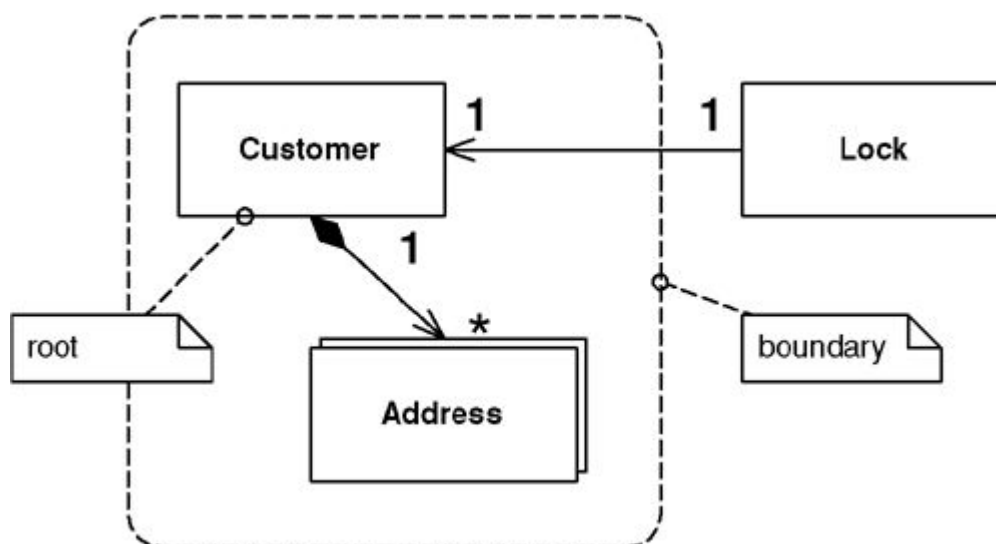 Customer
1
1
Lock
1
*
root
boundary
Address